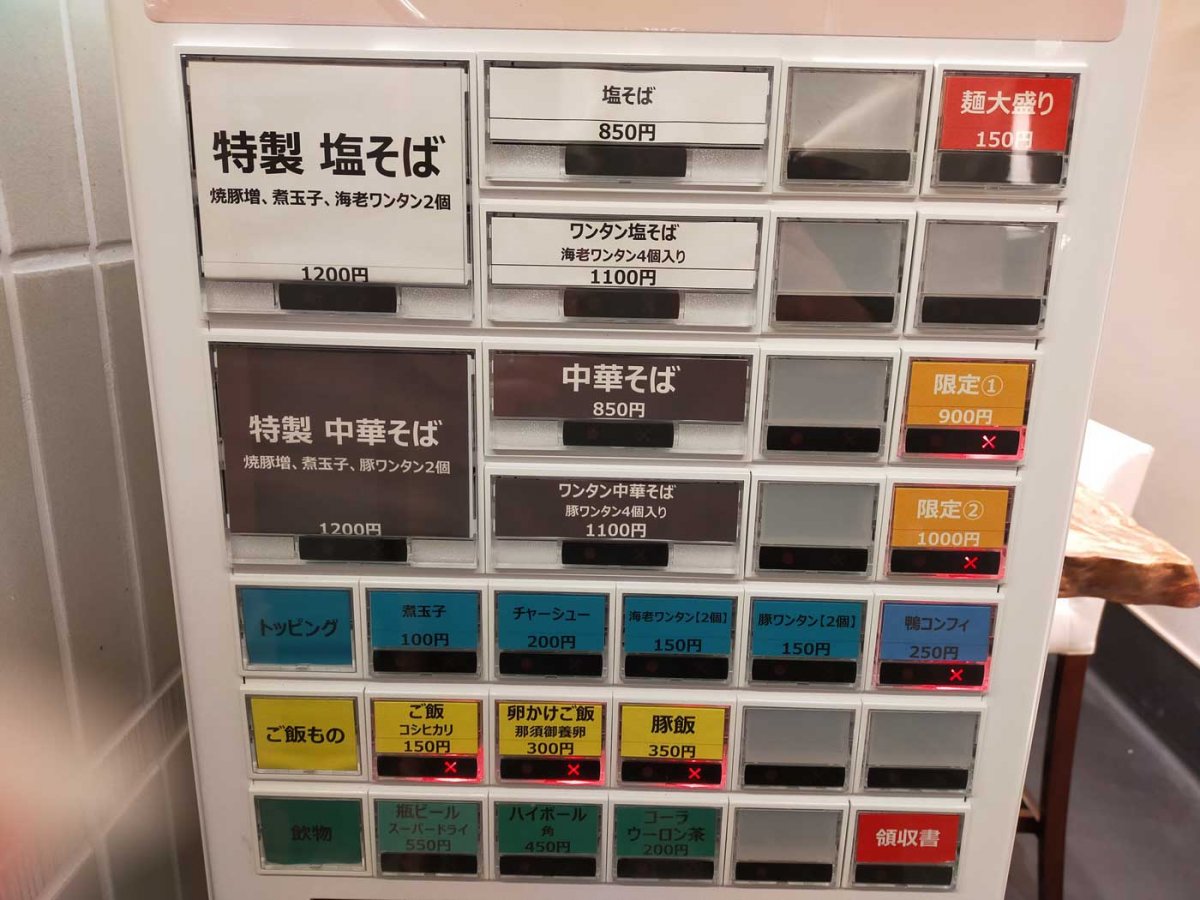 特製 塩そば
焼豚増、煮玉子、海老ワンタン2個
1200円
塩そば
850円
麺大盛り
150円
ワンタン塩そば
海老ワンタン4個入り
1100円
特製 中華そば
焼豚増、煮玉子、豚ワンタン2個
1200円
中華そば
850円
限定①
900円
ワンタン中華そば
豚ワンタン4個入り
1100円
限定②
1000円
トッピング
煮玉子
100円
チャーシュー
200円
海老ワンタン[2個]
150円
豚ワンタン[2個]
150円
鴨コンフィ
250円
ご飯もの
ご飯
コシヒカリ
150円
卵かけご飯
那須御養卵
300円
豚飯
350円
飲物
瓶ビール
スーパードライ
550円
ハイボール
角
450円
コーラ
ウーロン茶
200円
領収書